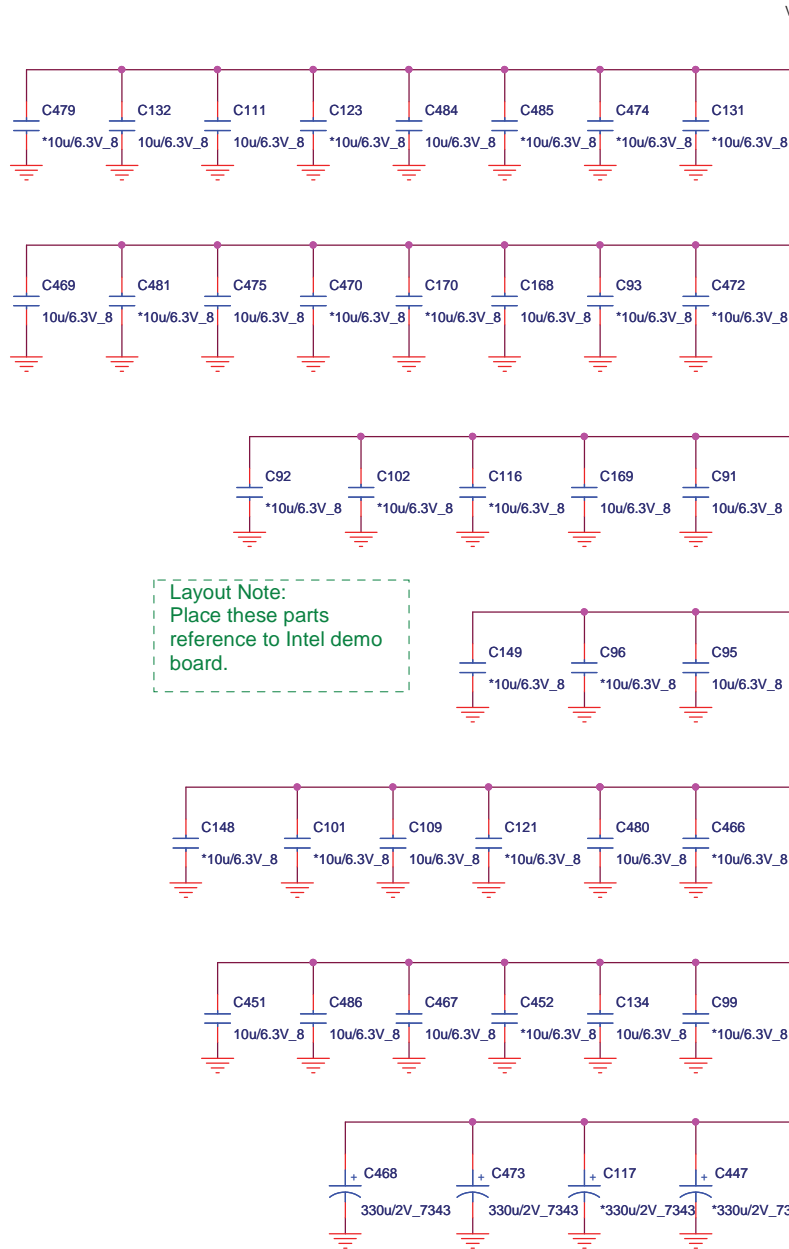 C479 C132 C111 C123 C484 C485 C474 C131
*10u/6.3V_8 10u/6.3V_8 10u/6.3V_8 *10u/6.3V_8 10u/6.3V_8 *10u/6.3V_8 *10u/6.3V_8 *10u/6.3V_8
C469 C481 C475 C470 C170 C168 C93 C472
10u/6.3V_8 *10u/6.3V_8 10u/6.3V_8 *10u/6.3V_8 *10u/6.3V_8 10u/6.3V_8 *10u/6.3V_8 *10u/6.3V_8
C92 C102 C116 C169 C91
*10u/6.3V_8 *10u/6.3V_8 *10u/6.3V_8 10u/6.3V_8 10u/6.3V_8
Layout Note:
Place these parts
reference to Intel demo
board.
C149 C96 C95
*10u/6.3V_8 *10u/6.3V_8 10u/6.3V_8
C148 C101 C109 C121 C480 C466
*10u/6.3V_8 *10u/6.3V_8 10u/6.3V_8 *10u/6.3V_8 10u/6.3V_8 *10u/6.3V_8
C451 C486 C467 C452 C134 C99
10u/6.3V_8 10u/6.3V_8 10u/6.3V_8 *10u/6.3V_8 10u/6.3V_8 *10u/6.3V_8
+ C468 + C473 + C117 + C447
330u/2V_7343 330u/2V_7343 *330u/2V_7343